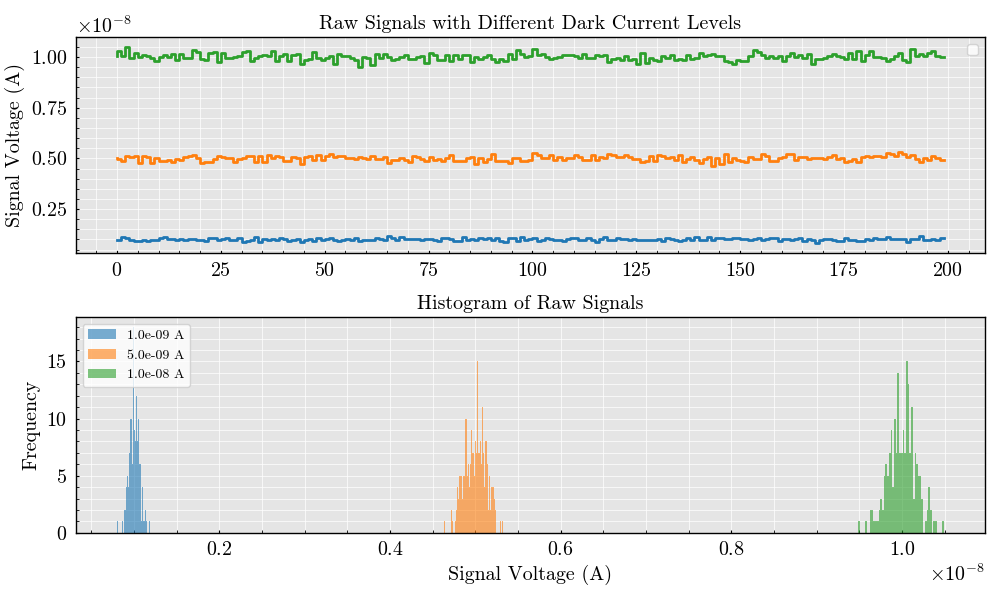 Raw Signals with Different Dark Current Levels
×10⁻⁸
Signal Voltage (A)
1.00
0.75
0.50
0.25
0 25 50 75 100 125 150 175 200
Histogram of Raw Signals
1.0e-09 A
5.0e-09 A
1.0e-08 A
Frequency
15
10
5
0
0.2 0.4 0.6 0.8 1.0
Signal Voltage (A)
×10⁻⁸